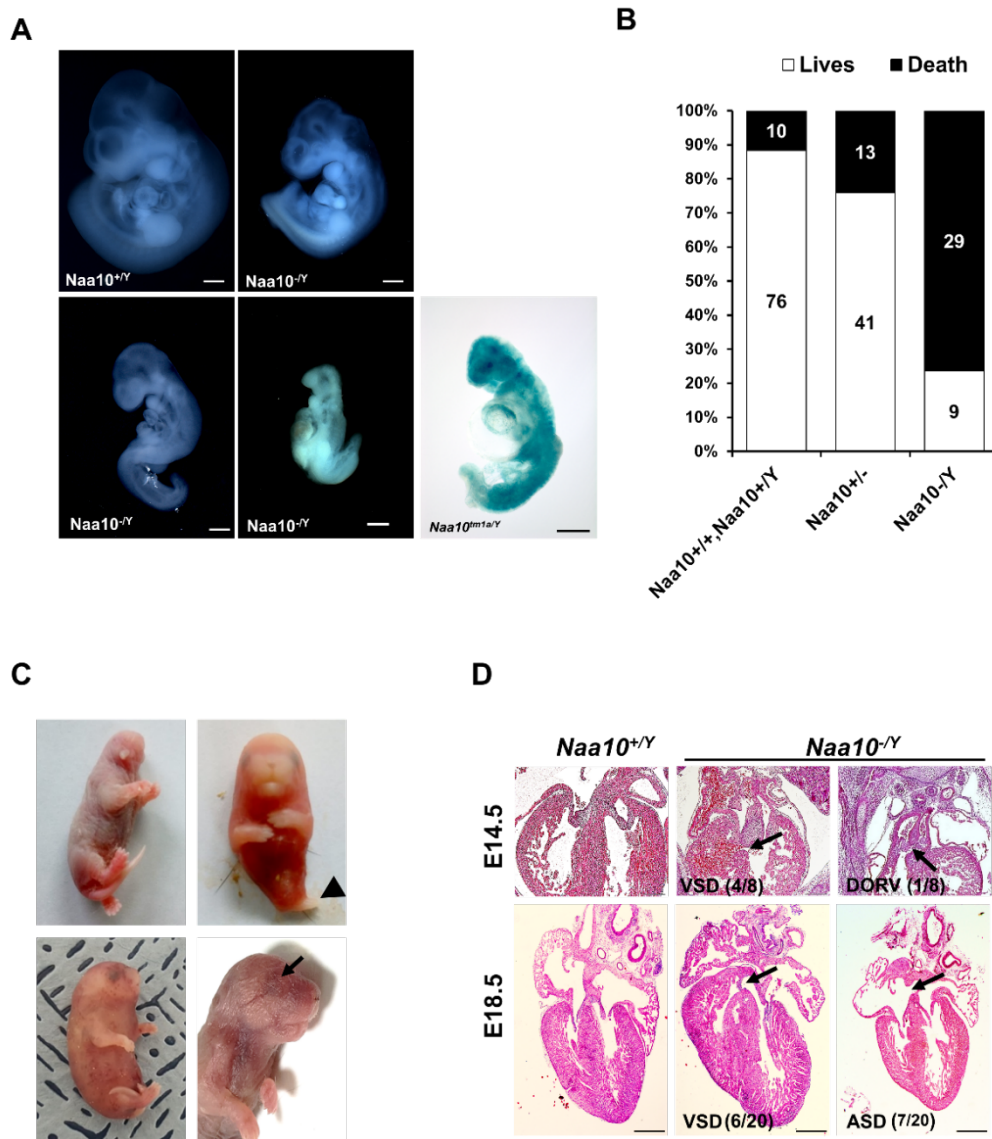 A
Naa10+/Y
Naa10-/Y
Naa10-/Y
Naa10-/Y
Naa10tm1a/Y
B
Lives Death
100%
90%
80%
70%
60%
50%
40%
30%
20%
10%
0%
10
13
29
76
41
9
Naa10+/+,Naa10+/Y
Naa10+/-
Naa10-/Y
C
D
Naa10+/Y Naa10-/Y
E14.5
VSD (4/8) DORV (1/8)
E18.5
VSD (6/20) ASD (7/20)